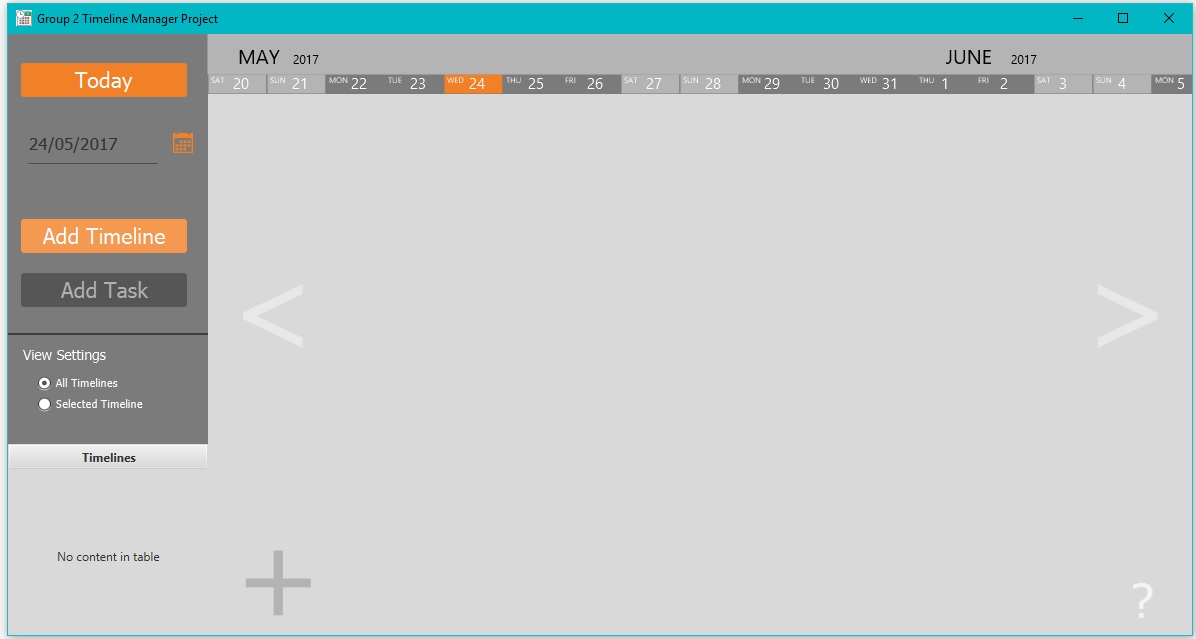 Group 2 Timeline Manager Project
Today
24/05/2017
Add Timeline
Add Task
View Settings
All Timelines
Selected Timeline
Timelines
No content in table
MAY 2017 JUNE 2017
SAT 20 SUN 21 MON 22 TUE 23 WED 24 THU 25 FRI 26 SAT 27 SUN 28 MON 29 TUE 30 WED 31 THU 1 FRI 2 SAT 3 SUN 4 MON 5
< >
+ ?